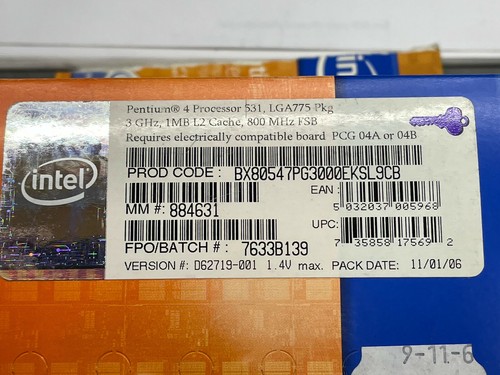 Pentium® 4 Processor 531, LGA775 Pkg
3 GHz, 1MB L2 Cache, 800 MHz FSB
Requires electrically compatible board PCG 04A or 04B
intel
PROD CODE: BX80547PG3000EKSL9CB
EAN:
5 032037 005968
MM#: 884631
UPC:
7 35858 17569 2
FPO/BATCH #: 7633B139
VERSION #: D62719-001 1.4V max. PACK DATE: 11/01/06
9-11-6